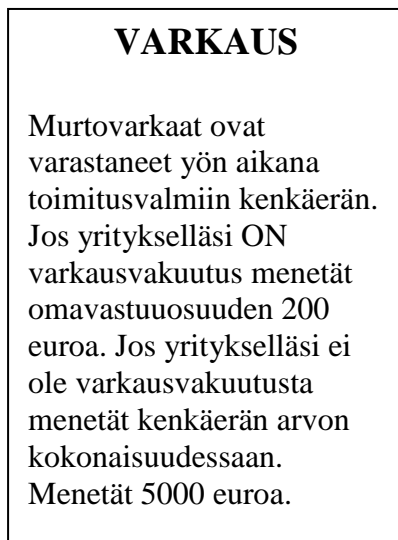 VARKAUS
Murtovarkaat ovat
varastaneet yön aikana
toimitusvalmiin kenkäerän.
Jos yritykselläsi ON
varkausvakuutus menetät
omavastuuosuuden 200
euroa. Jos yritykselläsi ei
ole varkausvakuutusta
menetät kenkäerän arvon
kokonaisuudessaan.
Menetät 5000 euroa.